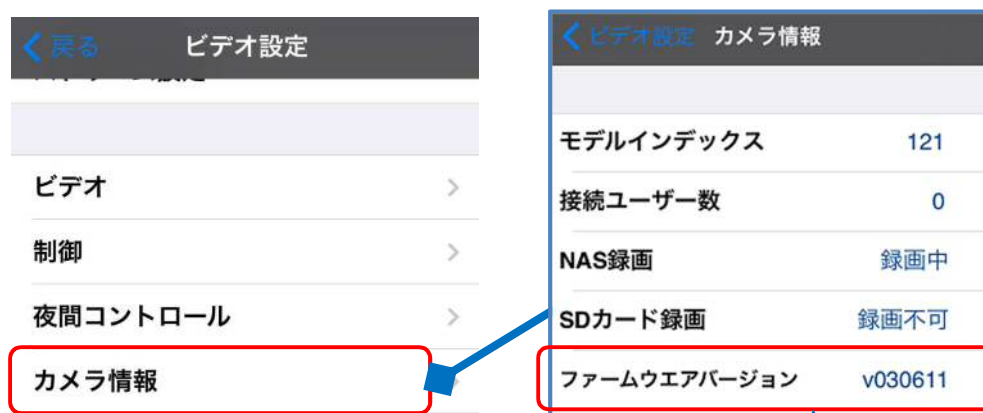 戻る
ビデオ設定
ビデオ
制御
夜間コントロール
カメラ情報
ビデオ設定
カメラ情報
モデルインデックス 121
接続ユーザー数 0
NAS録画 録画中
SDカード録画 録画不可
ファームウエアバージョン v030611